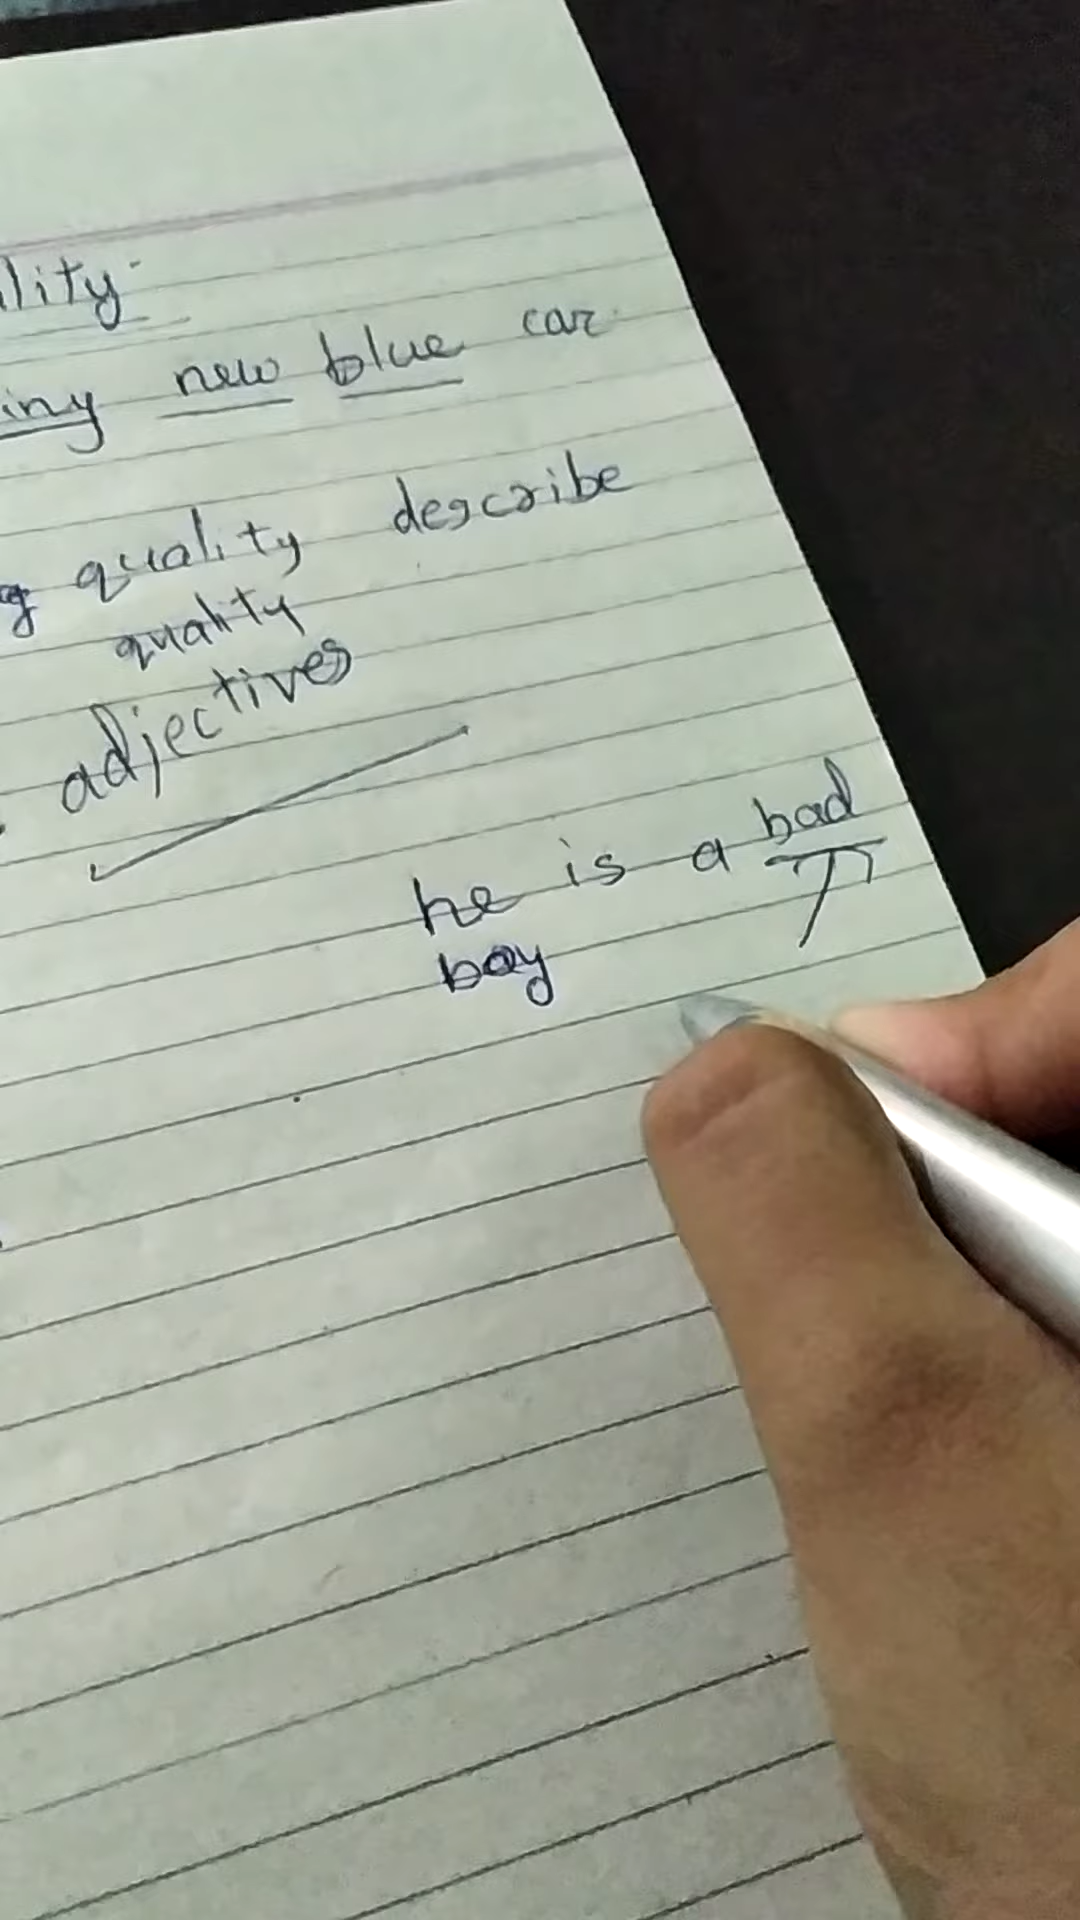 lity
iny new blue car
quality describe
quality
adjectives
he is a bad
boy